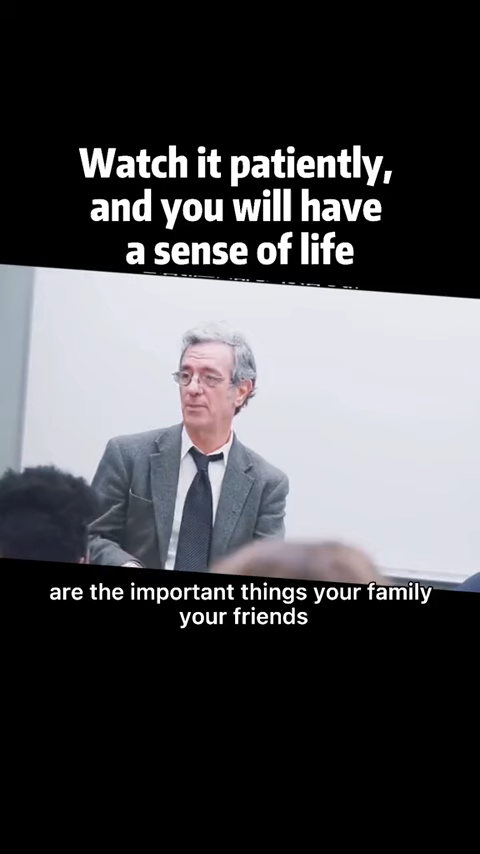 Watch it patiently,
and you will have
a sense of life
are the important things your family
your friends